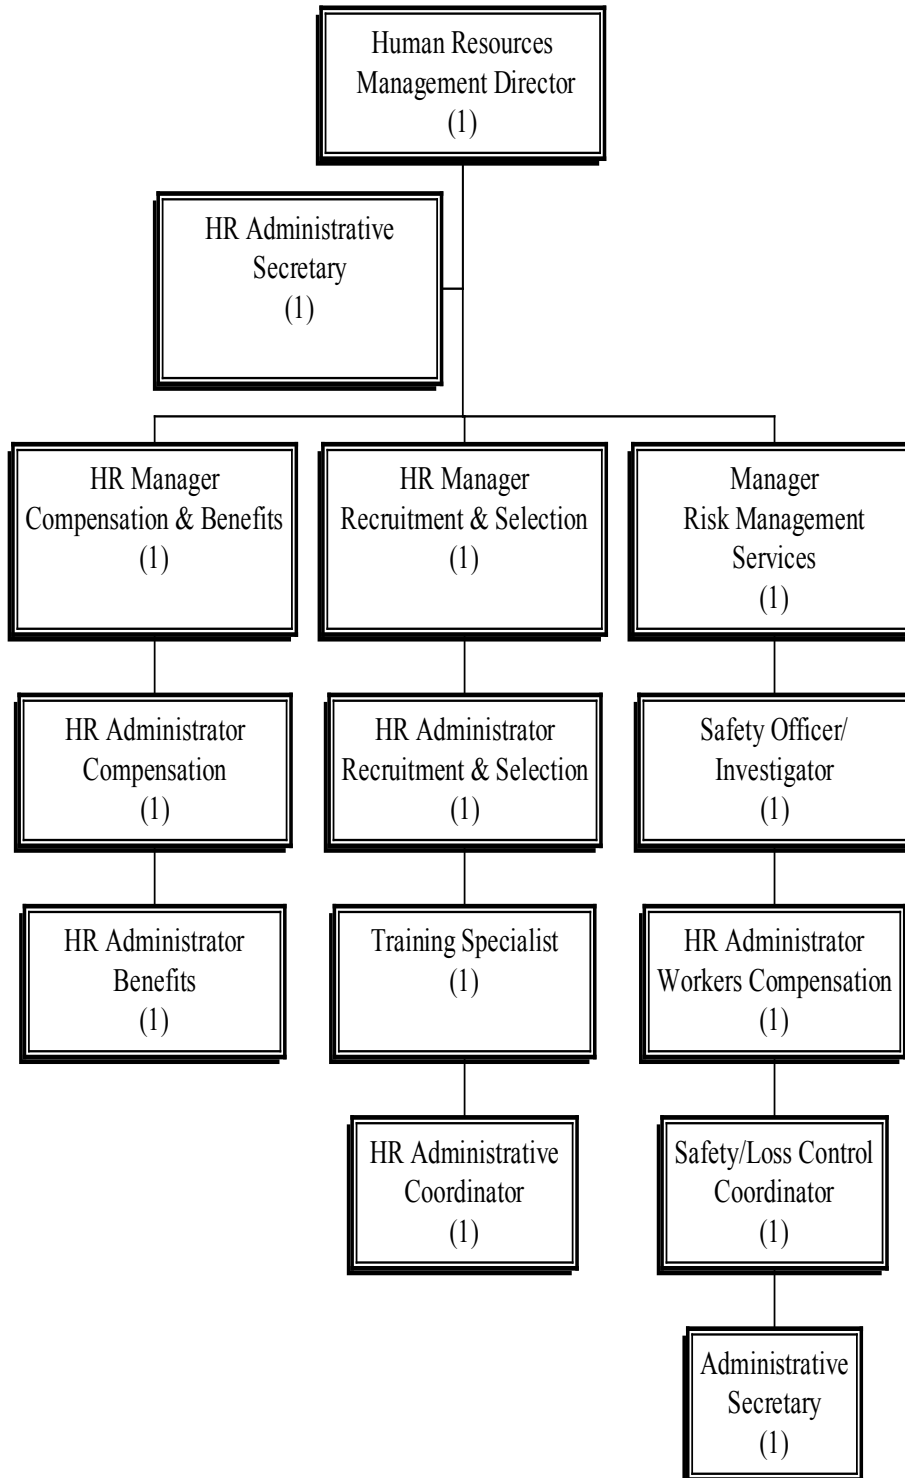 Human Resources
Management Director
(1)
HR Administrative
Secretary
(1)
HR Manager
Compensation & Benefits
(1)
HR Manager
Recruitment & Selection
(1)
Manager
Risk Management
Services
(1)
HR Administrator
Compensation
(1)
HR Administrator
Recruitment & Selection
(1)
Safety Officer/
Investigator
(1)
HR Administrator
Benefits
(1)
Training Specialist
(1)
HR Administrator
Workers Compensation
(1)
HR Administrative
Coordinator
(1)
Safety/Loss Control
Coordinator
(1)
Administrative
Secretary
(1)